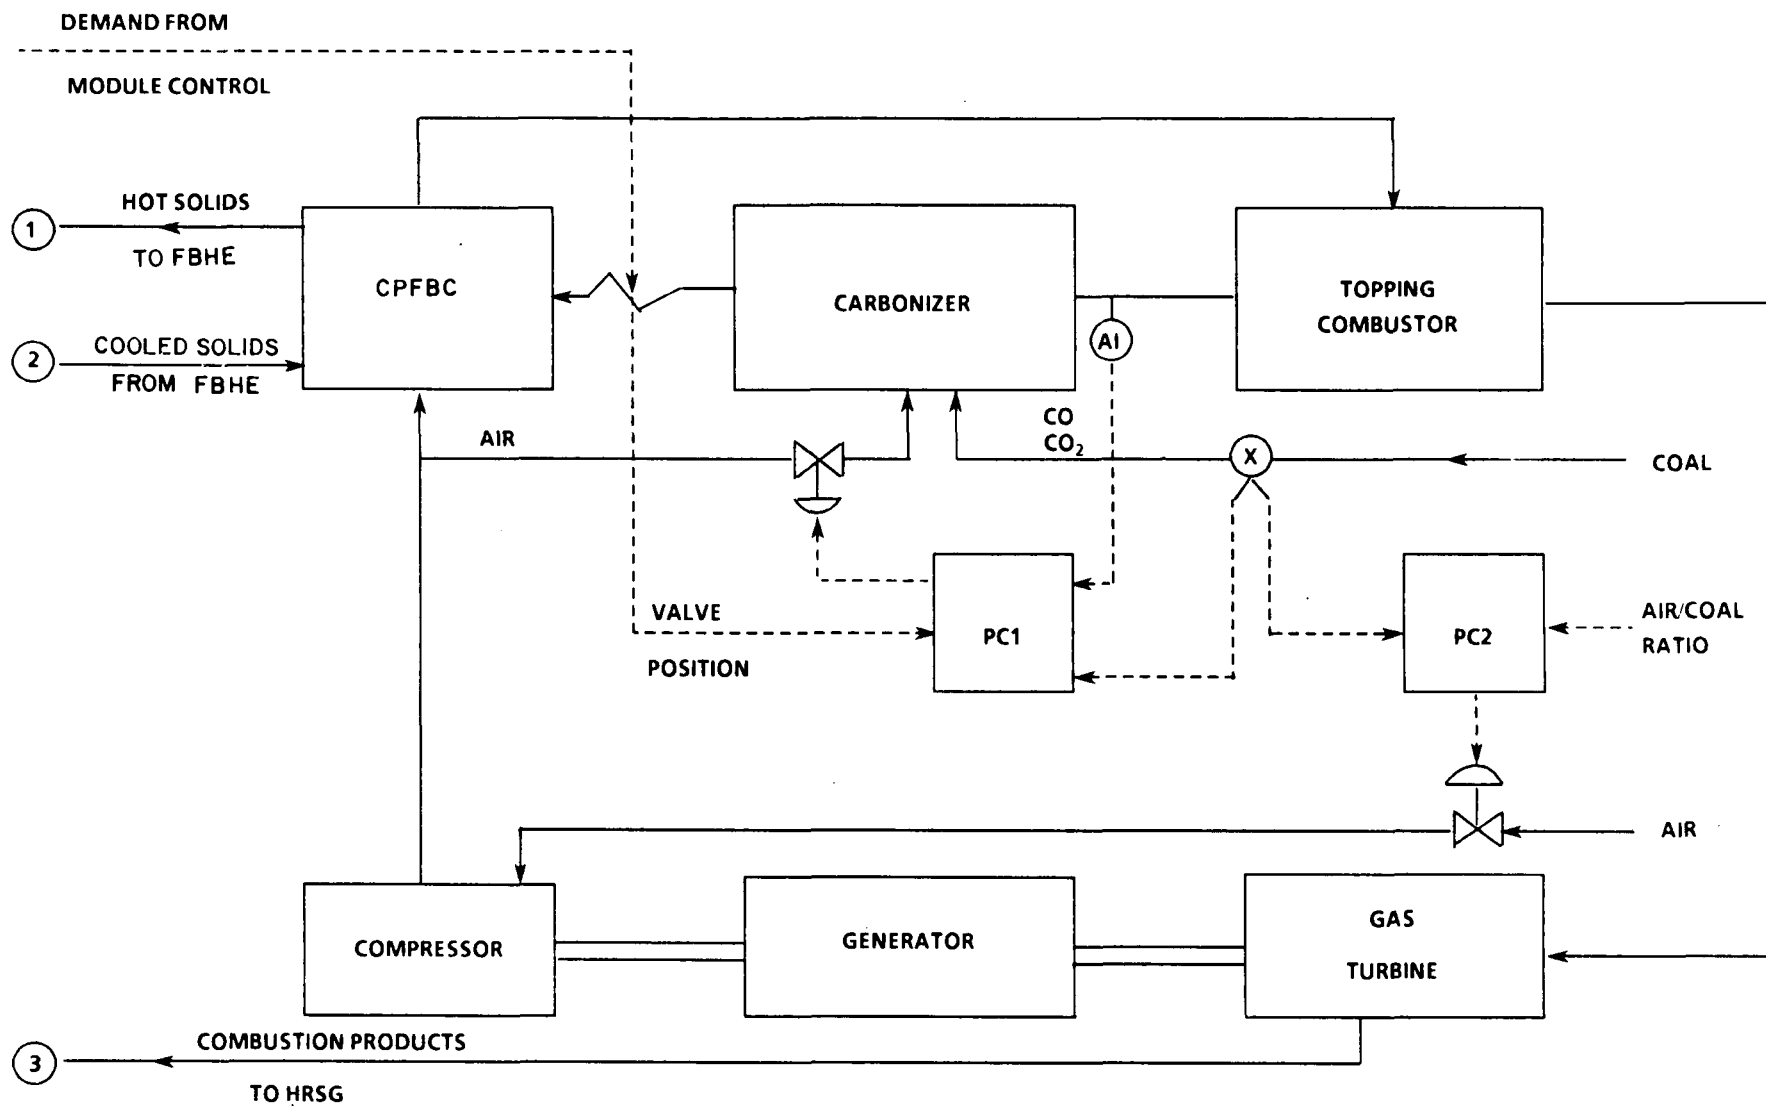 DEMAND FROM
MODULE CONTROL
1
HOT SOLIDS
TO FBHE
CPFBC
CARBONIZER
TOPPING
COMBUSTOR
AI
2
COOLED SOLIDS
FROM FBHE
AIR
CO
CO₂
X
COAL
VALVE
POSITION
PC1
PC2
AIR/COAL
RATIO
AIR
COMPRESSOR
GENERATOR
GAS
TURBINE
3
COMBUSTION PRODUCTS
TO HRSG